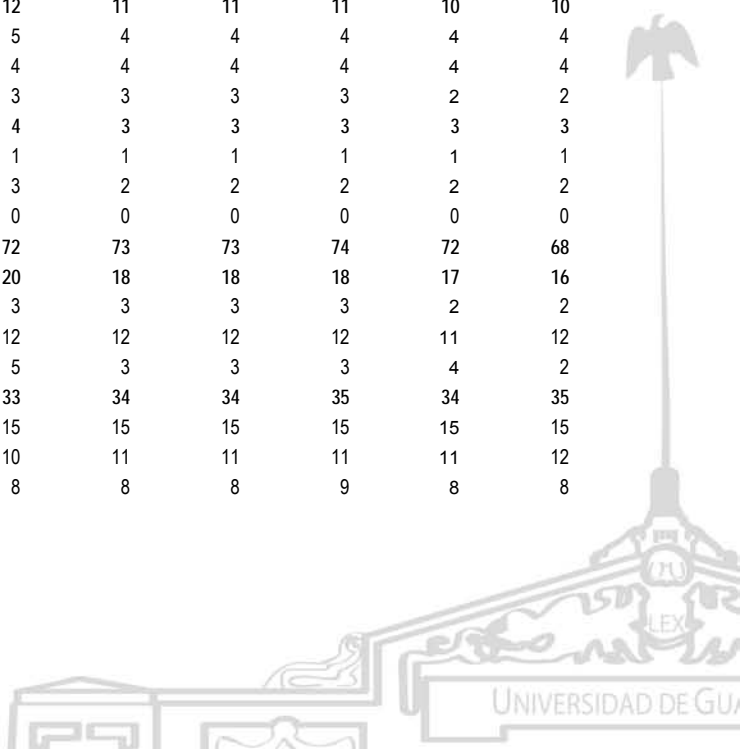 12 11 11 11 10 10
5 4 4 4 4 4
4 4 4 4 4 4
3 3 3 3 2 2
4 3 3 3 3 3
1 1 1 1 1 1
3 2 2 2 2 2
0 0 0 0 0 0
72 73 73 74 72 68
20 18 18 18 17 16
3 3 3 3 2 2
12 12 12 12 11 12
5 3 3 3 4 2
33 34 34 35 34 35
15 15 15 15 15 15
10 11 11 11 11 12
8 8 8 9 8 8
LEX
UNIVERSIDAD DE GUA